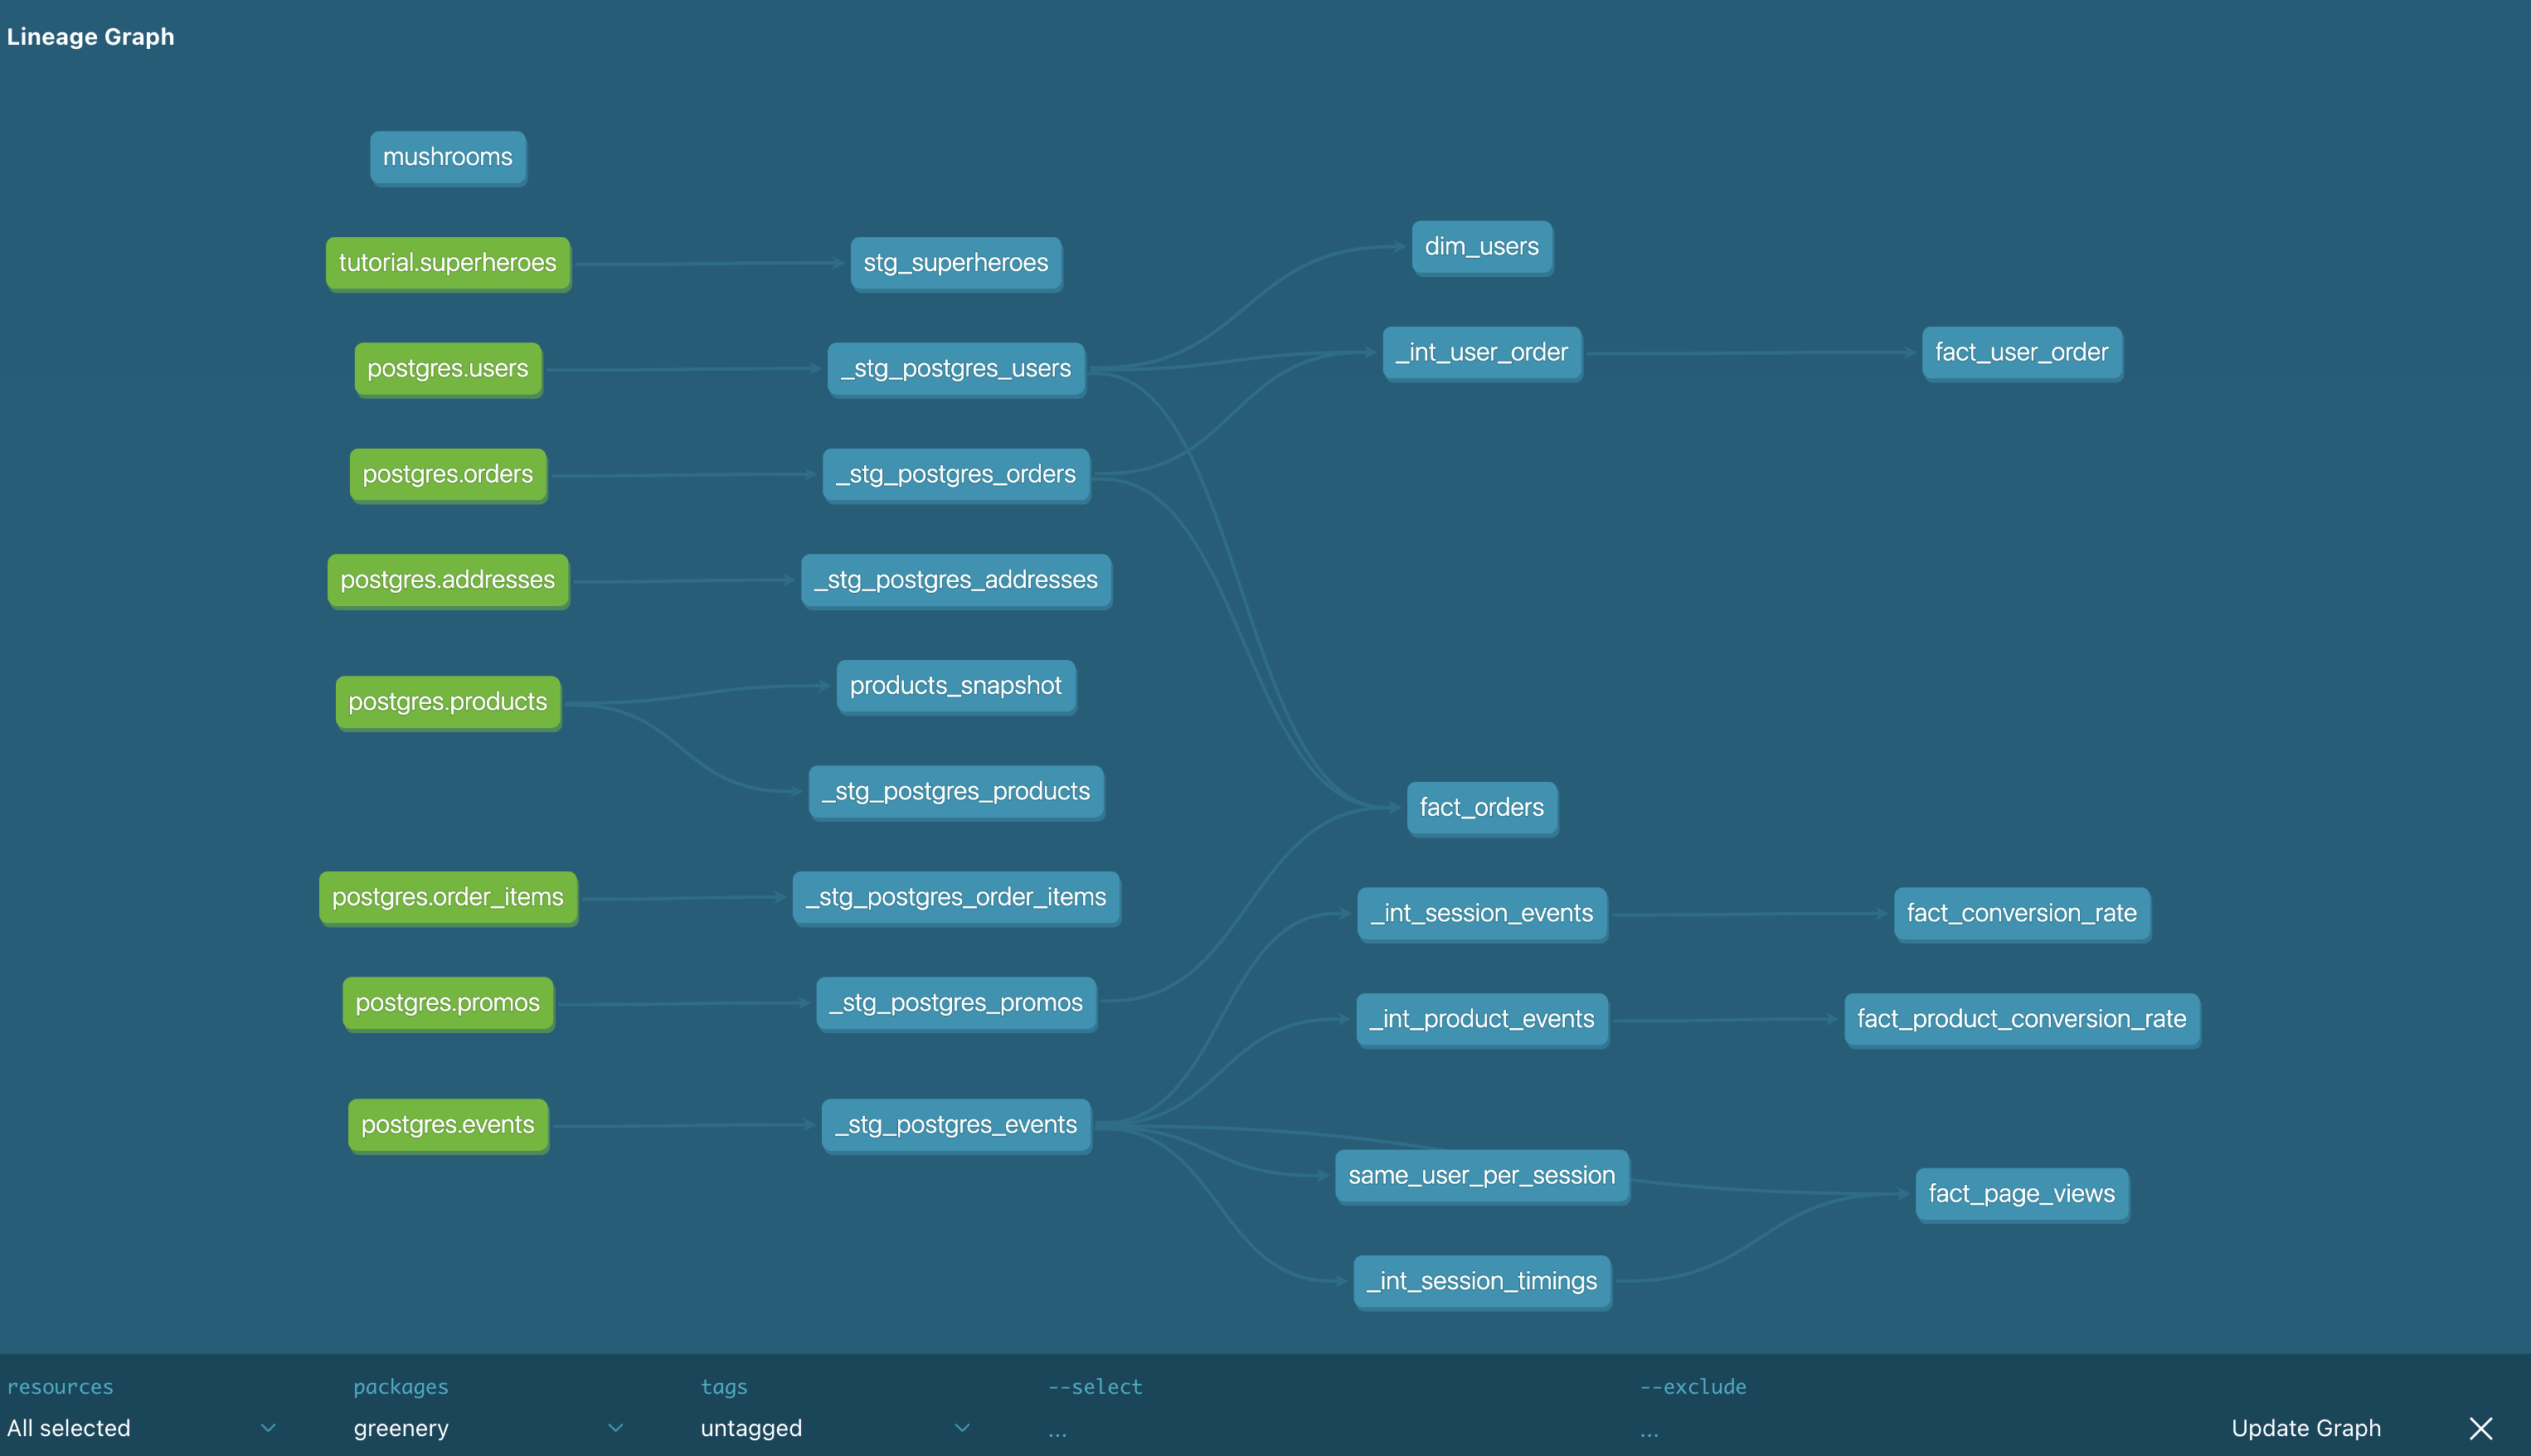 Lineage Graph
mushrooms
dim_users
tutorial.superheroes
stg_superheroes
_int_user_order
fact_user_order
postgres.users
_stg_postgres_users
postgres.orders
_stg_postgres_orders
postgres.addresses
_stg_postgres_addresses
products_snapshot
postgres.products
_stg_postgres_products
fact_orders
postgres.order_items
_stg_postgres_order_items
_int_session_events
fact_conversion_rate
postgres.promos
_stg_postgres_promos
_int_product_events
fact_product_conversion_rate
postgres.events
_stg_postgres_events
same_user_per_session
fact_page_views
_int_session_timings
resources
packages
tags
--select
--exclude
All selected
greenery
untagged
...
...
Update Graph